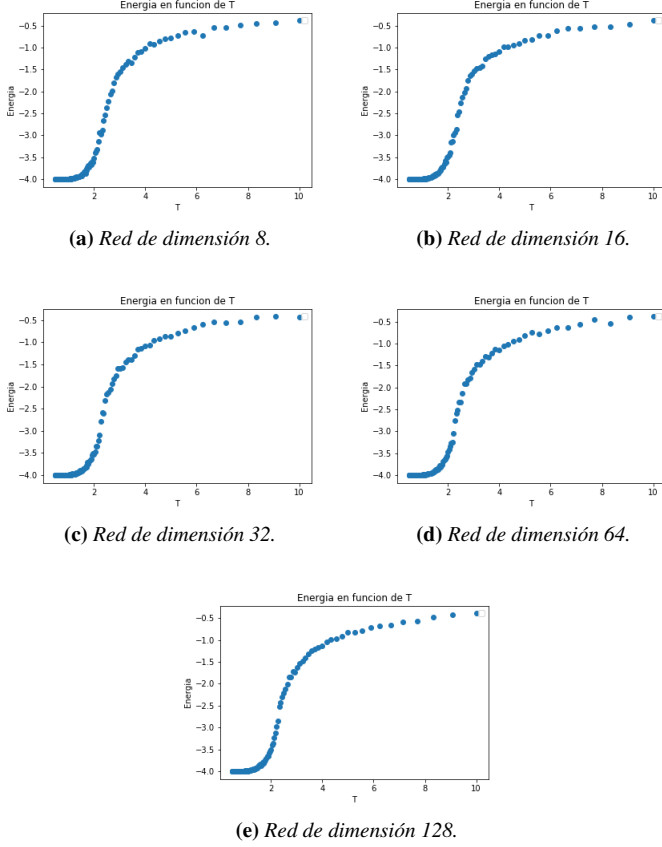 Energia en funcion de T
Energia
−0.5
−1.0
−1.5
−2.0
−2.5
−3.0
−3.5
−4.0
2 4 6 8 10
T
(a) Red de dimensión 8.
Energia en funcion de T
Energia
−0.5
−1.0
−1.5
−2.0
−2.5
−3.0
−3.5
−4.0
2 4 6 8 10
T
(b) Red de dimensión 16.
Energia en funcion de T
Energia
−0.5
−1.0
−1.5
−2.0
−2.5
−3.0
−3.5
−4.0
2 4 6 8 10
T
(c) Red de dimensión 32.
Energia en funcion de T
Energia
−0.5
−1.0
−1.5
−2.0
−2.5
−3.0
−3.5
−4.0
2 4 6 8 10
T
(d) Red de dimensión 64.
Energia en funcion de T
Energia
−0.5
−1.0
−1.5
−2.0
−2.5
−3.0
−3.5
−4.0
2 4 6 8 10
T
(e) Red de dimensión 128.